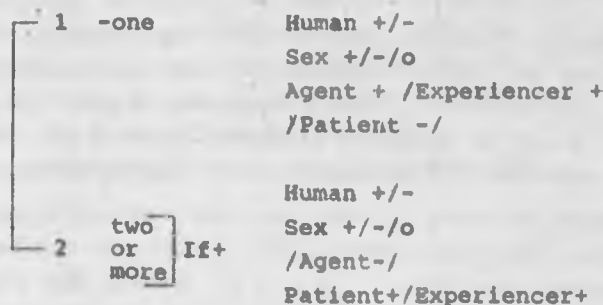 1 -one Human +/-
Sex +/-/o
Agent + /Experiencer +
/Patient -/
Human +/-
two Sex +/-/o
2 or If+ /Agent-/
more Patient+/Experiencer+